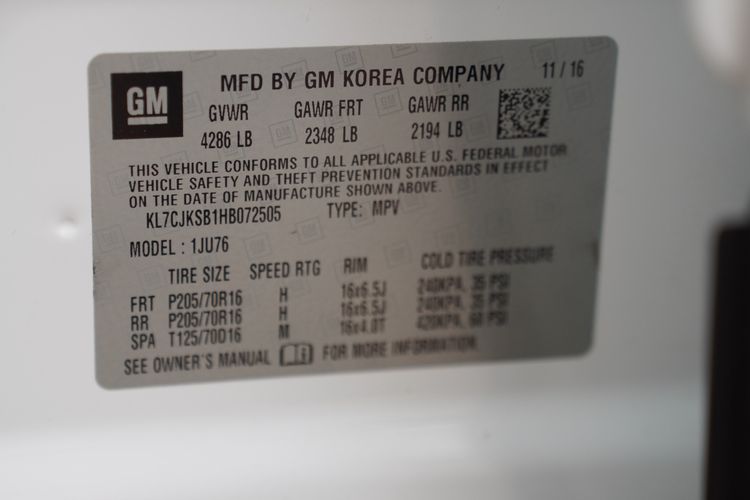 GM
MFD BY GM KOREA COMPANY 11/16
GVWR GAWR FRT GAWR RR
4286 LB 2348 LB 2194 LB
THIS VEHICLE CONFORMS TO ALL APPLICABLE U.S. FEDERAL MOTOR
VEHICLE SAFETY AND THEFT PREVENTION STANDARDS IN EFFECT
ON THE DATE OF MANUFACTURE SHOWN ABOVE.
KL7CJKSB1HB072505 TYPE: MPV
MODEL : 1JU76
TIRE SIZE SPEED RTG RIM COLD TIRE PRESSURE
FRT P205/70R16 H 16x6.5J 240KPA, 35 PSI
RR P205/70R16 H 16x6.5J 240KPA, 35 PSI
SPA T125/70D16 M 16x4.0T 420KPA, 60 PSI
SEE OWNER'S MANUAL FOR MORE INFORMATION.